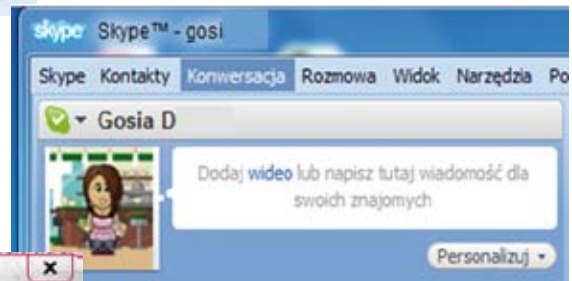 skype Skype™ - gosi
Skype Kontakty Konwersacja Rozmowa Widok Narzędzia Po
Gosia D
Dodaj wideo lub napisz tutaj wiadomość dla
swoich znajomych
Personalizuj